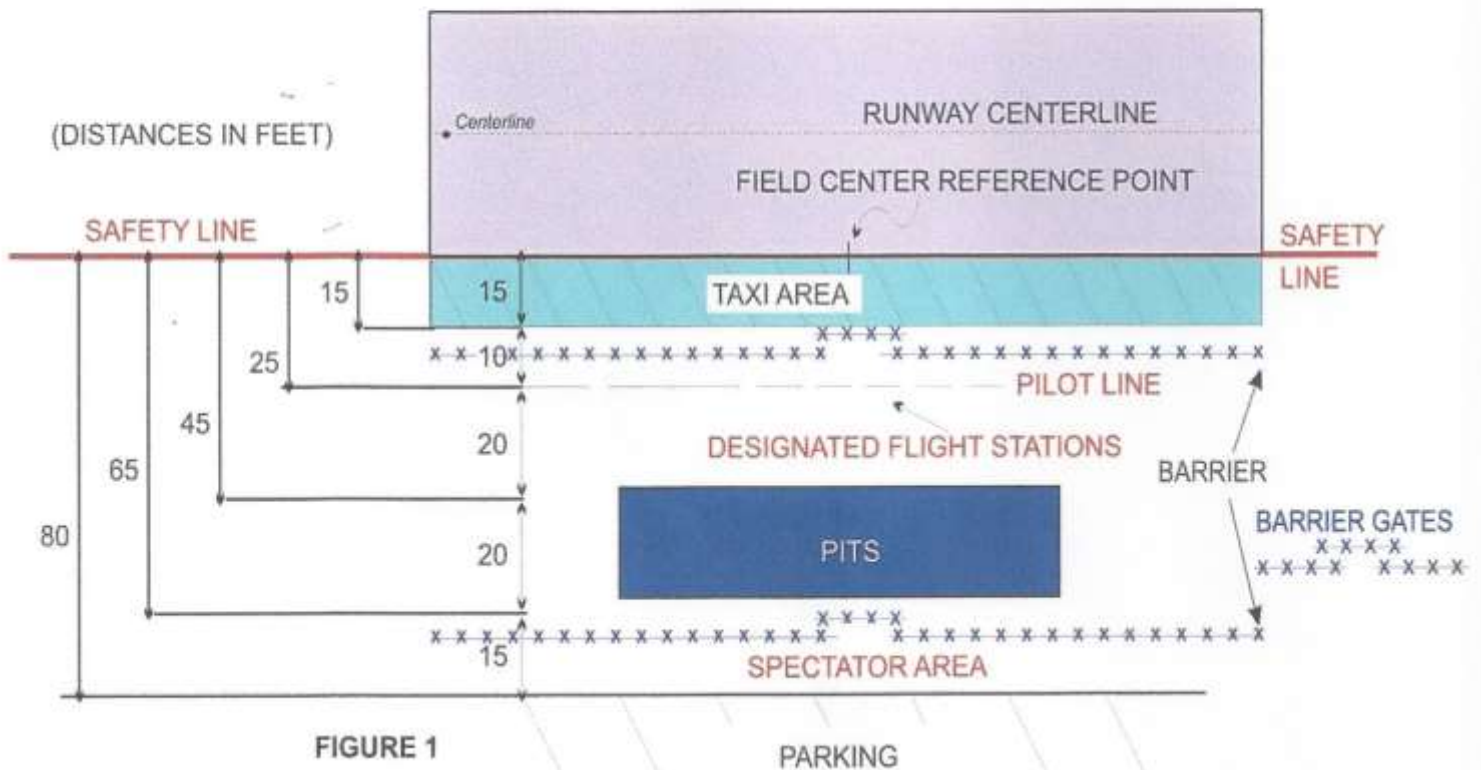 RUNWAY CENTERLINE
Centerline
(DISTANCES IN FEET)
FIELD CENTER REFERENCE POINT
SAFETY LINE
SAFETY
LINE
15
15
TAXI AREA
10
25
PILOT LINE
45
20
DESIGNATED FLIGHT STATIONS
65
BARRIER
80
BARRIER GATES
20
PITS
15
SPECTATOR AREA
FIGURE 1
PARKING